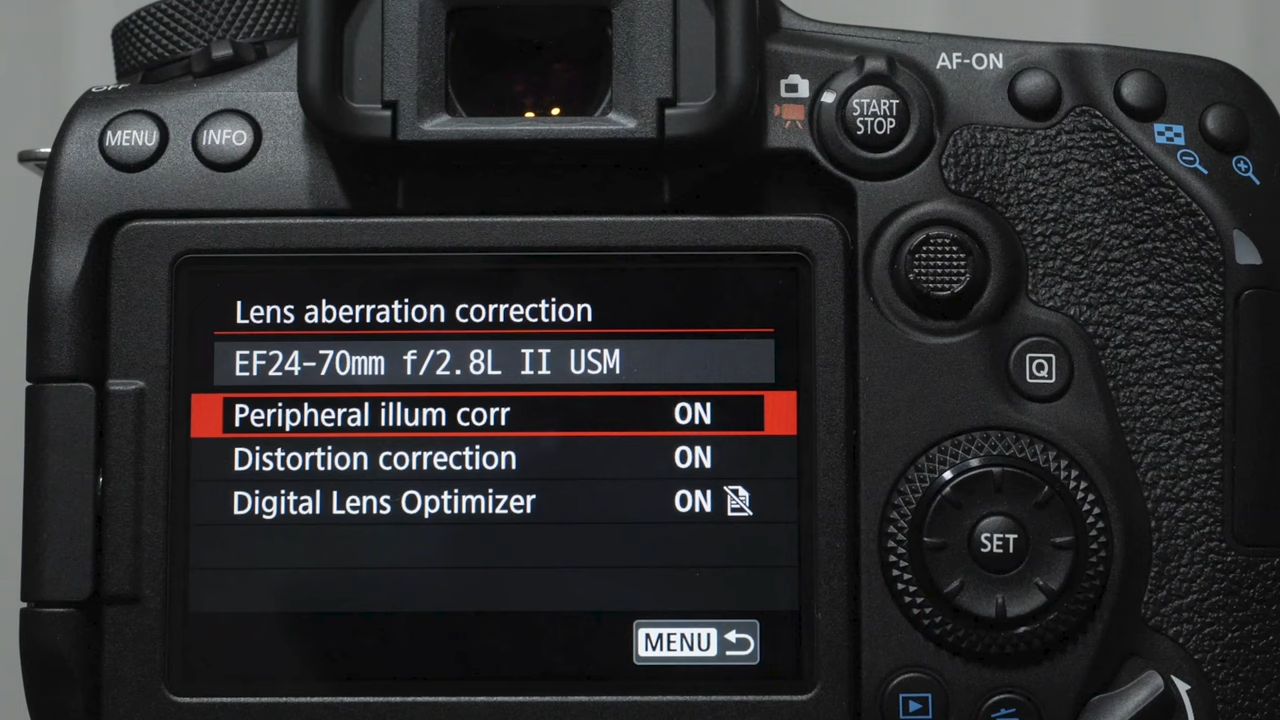 OFF
MENU
INFO
START
STOP
AF-ON
Lens aberration correction
EF24-70mm f/2.8L II USM
Peripheral illum corr ON
Distortion correction ON
Digital Lens Optimizer ON
MENU
Q
SET